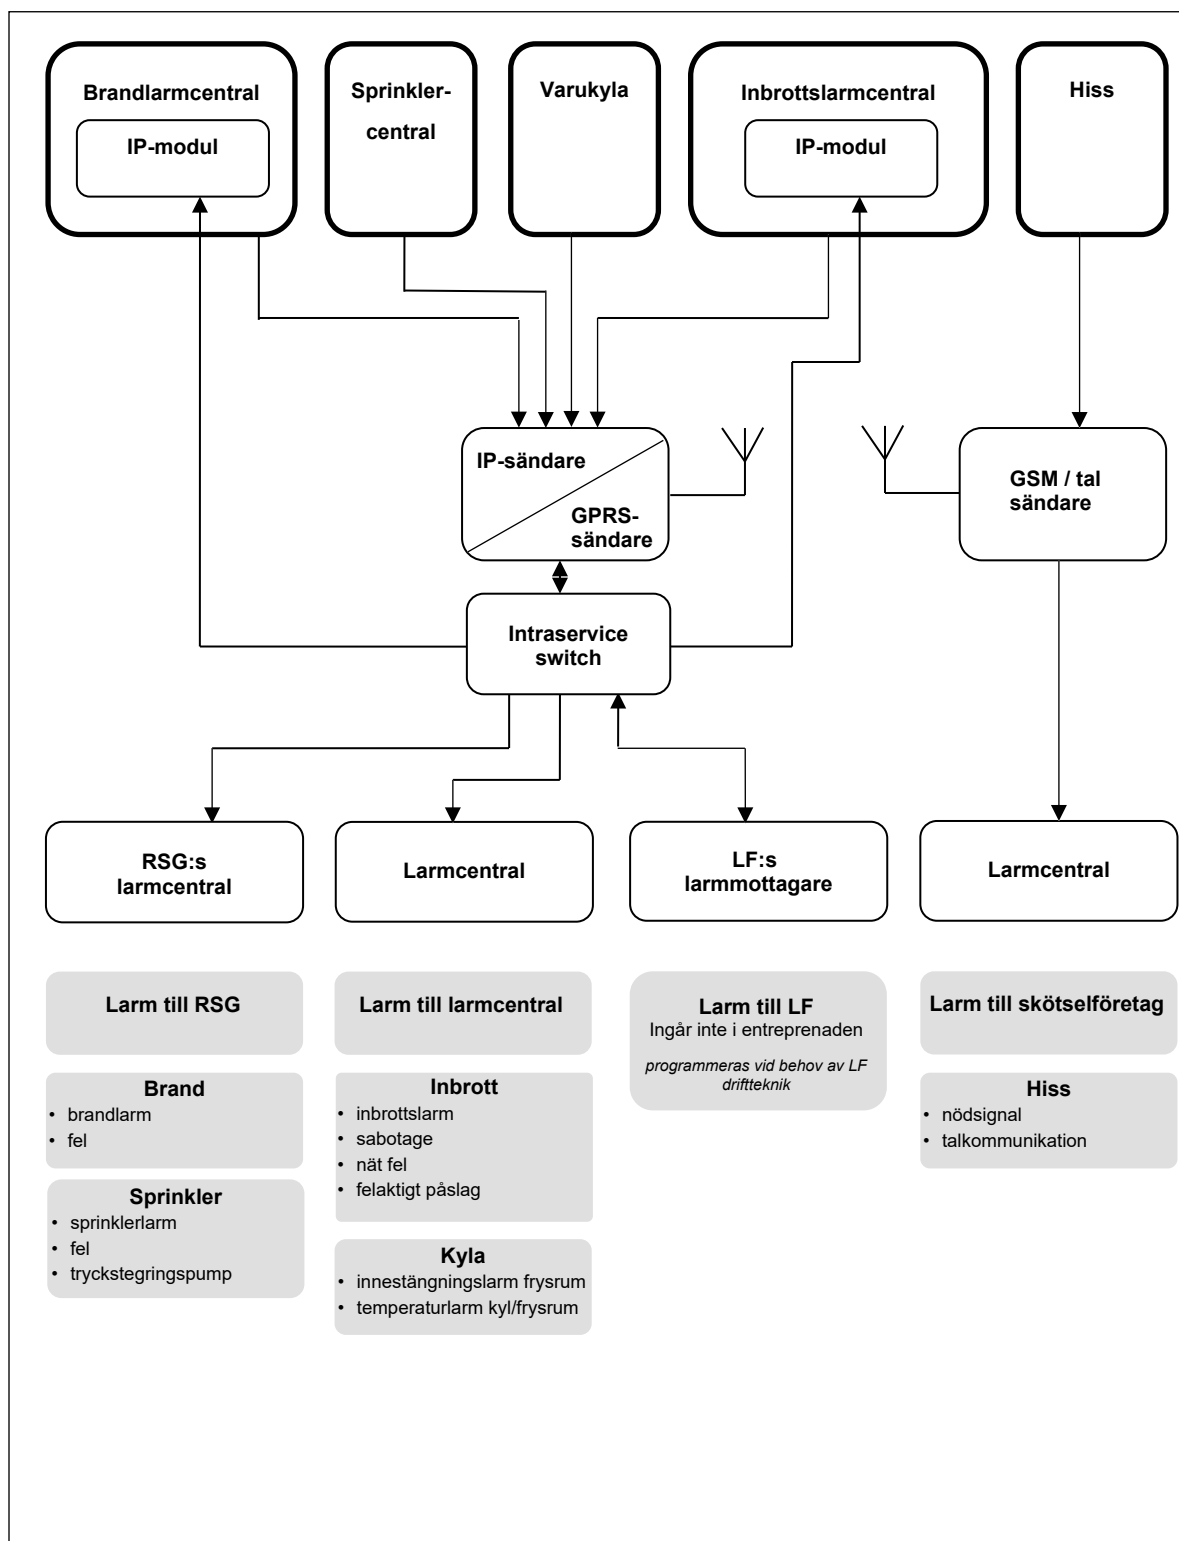 Brandlarmcentral
IP-modul
Sprinkler-
central
Varukyla
Inbrottslarmcentral
IP-modul
Hiss
IP-sändare
GPRS-
sändare
GSM / tal
sändare
Intraservice
switch
RSG:s
larmcentral
Larmcentral
LF:s
larmmottagare
Larmcentral
Larm till RSG
Brand
• brandlarm
• fel
Sprinkler
• sprinklerlarm
• fel
• tryckstegringspump
Larm till larmcentral
Inbrott
• inbrottslarm
• sabotage
• nät fel
• felaktigt påslag
Kyla
• innestängningslarm frysrum
• temperaturlarm kyl/frysrum
Larm till LF
Ingår inte i entreprenaden
programmeras vid behov av LF
driftteknik
Larm till skötselföretag
Hiss
• nödsignal
• talkommunikation